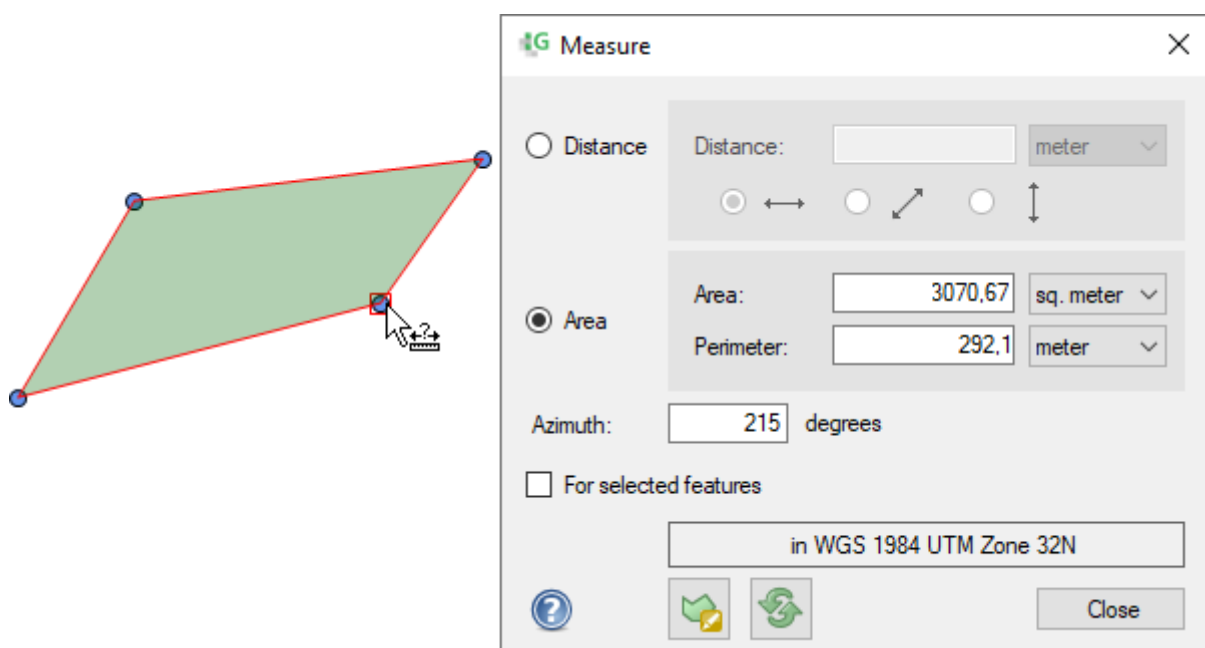 G Measure
Distance
Distance:
meter
Area
Area:
3070,67
sq. meter
Perimeter:
292,1
meter
Azimuth:
215
degrees
For selected features
in WGS 1984 UTM Zone 32N
?
Close